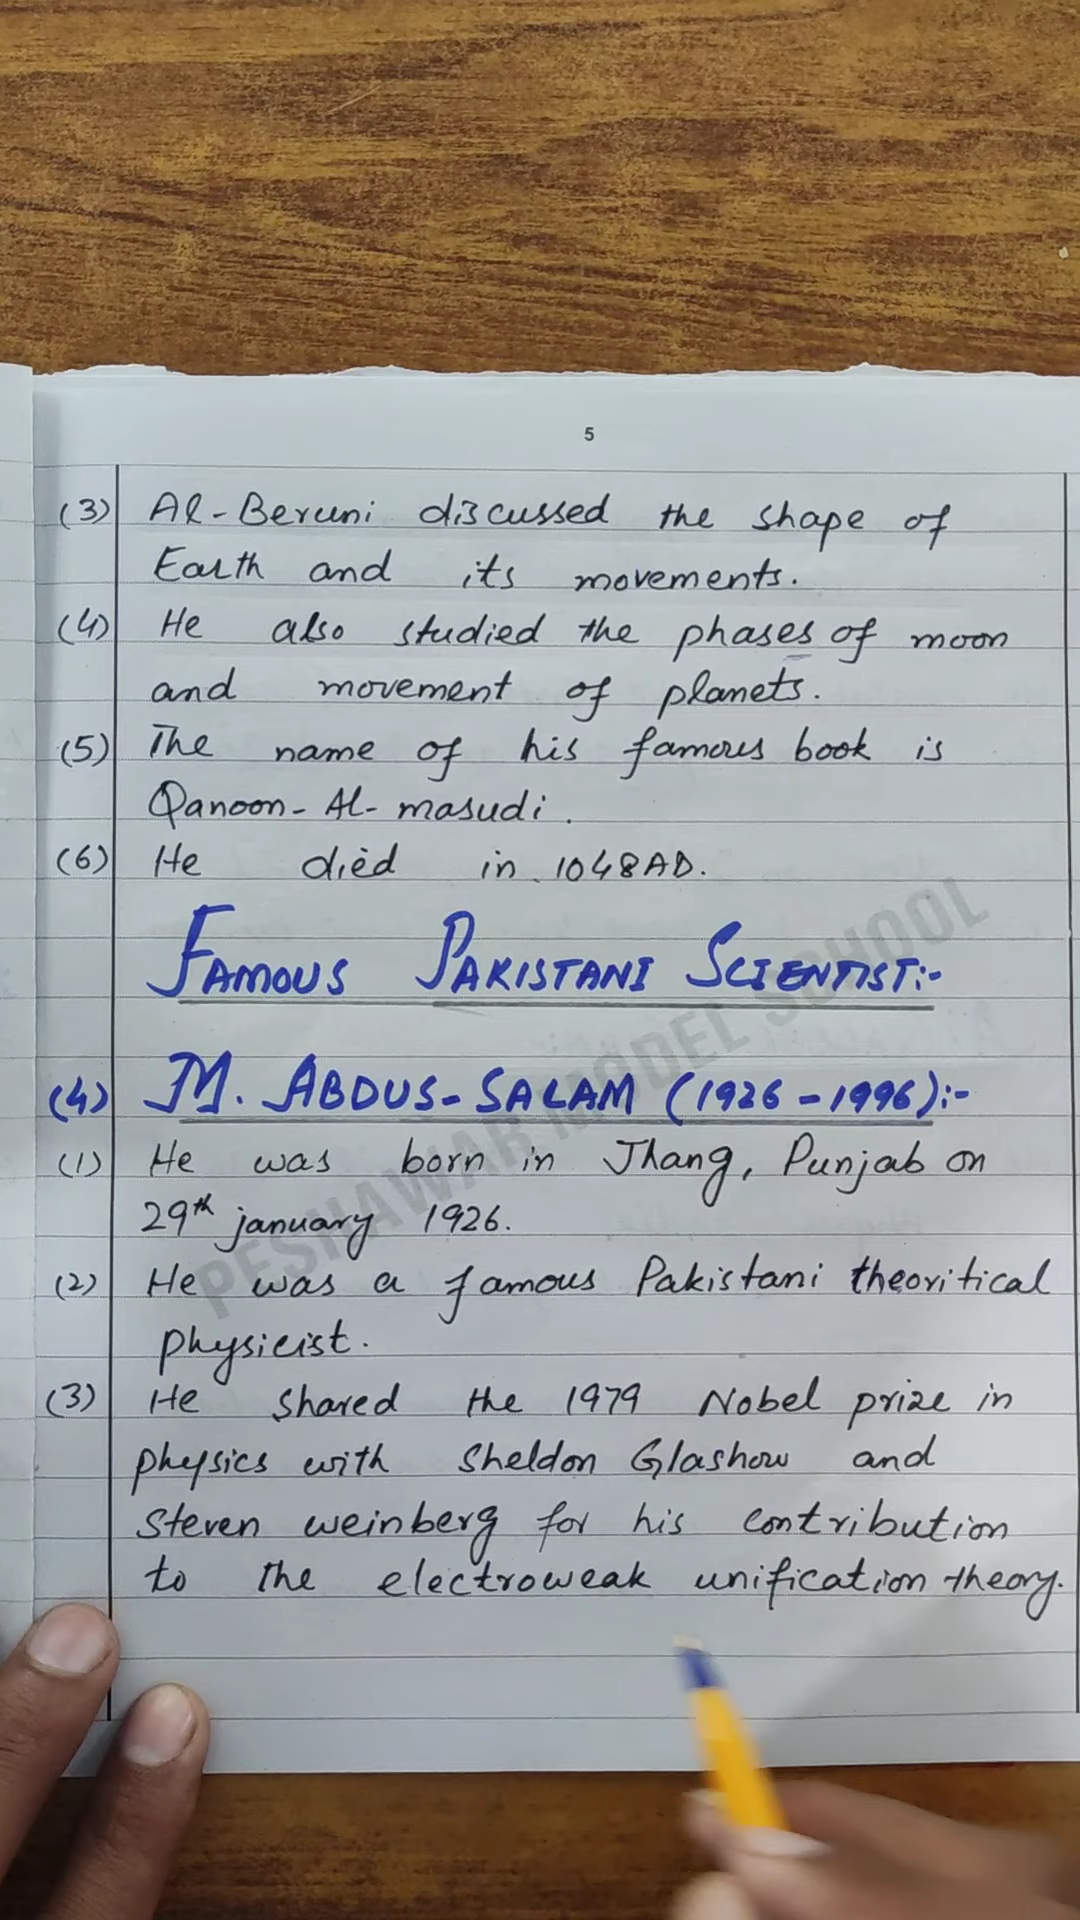 5
(3) Al-Beruni discussed the shape of
Earth and its movements.
(4) He also studied the phases of moon
and movement of planets.
(5) The name of his famous book is
Qanoon-Al-masudi.
(6) He died in 1048AD.
FAMOUS PAKISTANI SCIENTIST:-
(4) M. ABDUS-SALAM (1926-1996):-
(1) He was born in Jhang, Punjab on
29th january 1926.
(2) He was a famous Pakistani theoritical
physicist.
(3) He shared the 1979 Nobel prize in
physics with Sheldon Glashow and
Steven weinberg for his contribution
to the electroweak unification theory.
PESHAWAR MODEL SCHOOL